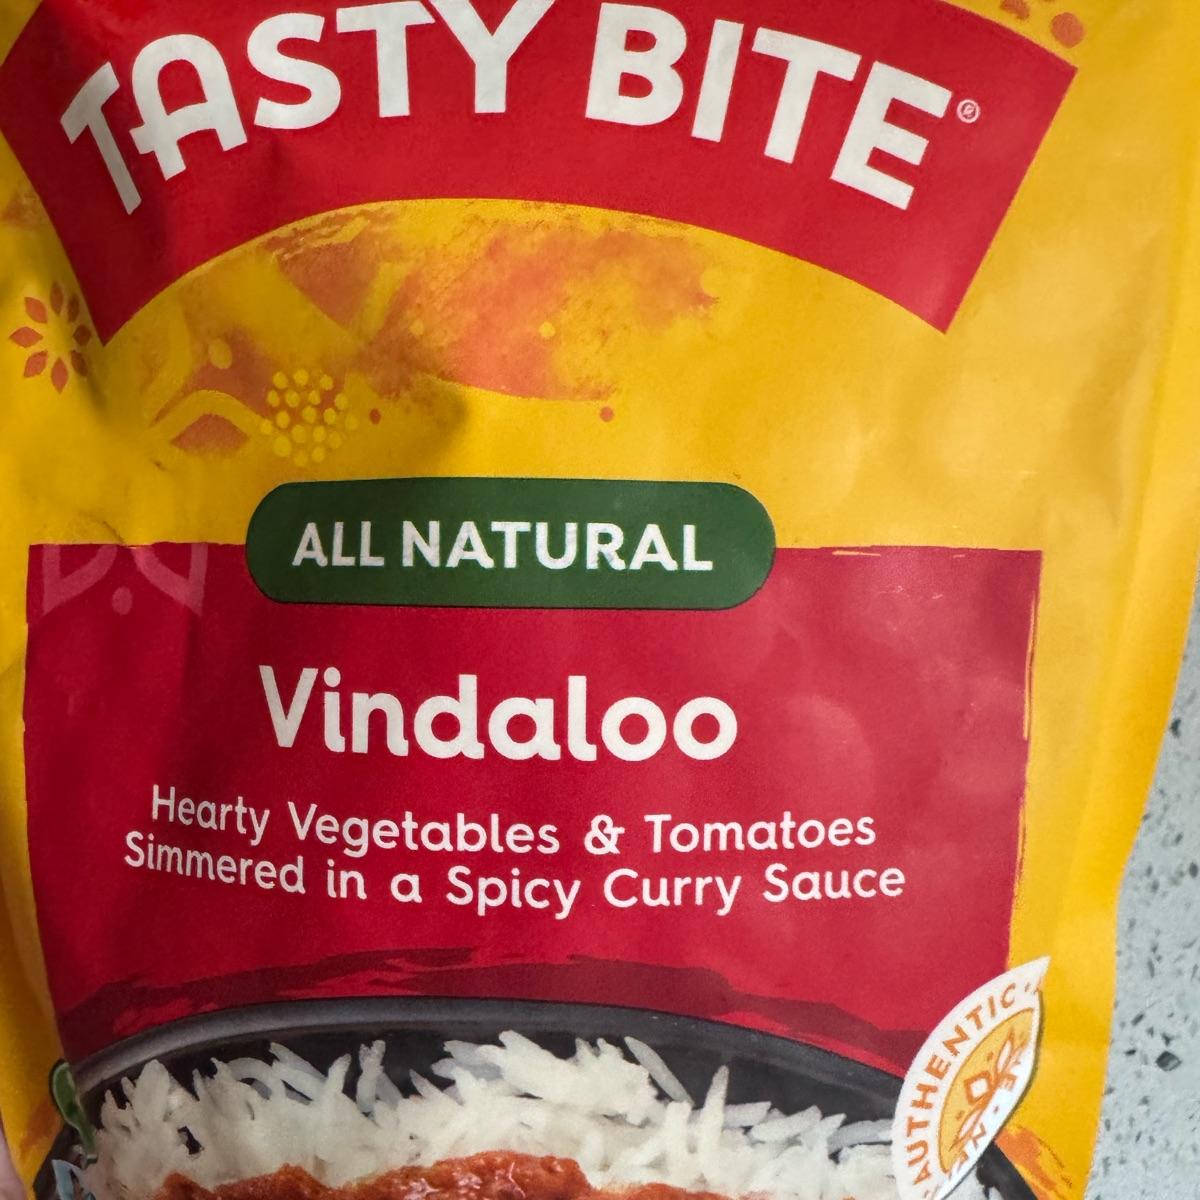 TASTY BITE®
ALL NATURAL
Vindaloo
Hearty Vegetables & Tomatoes
Simmered in a Spicy Curry Sauce
AUTHENTIC